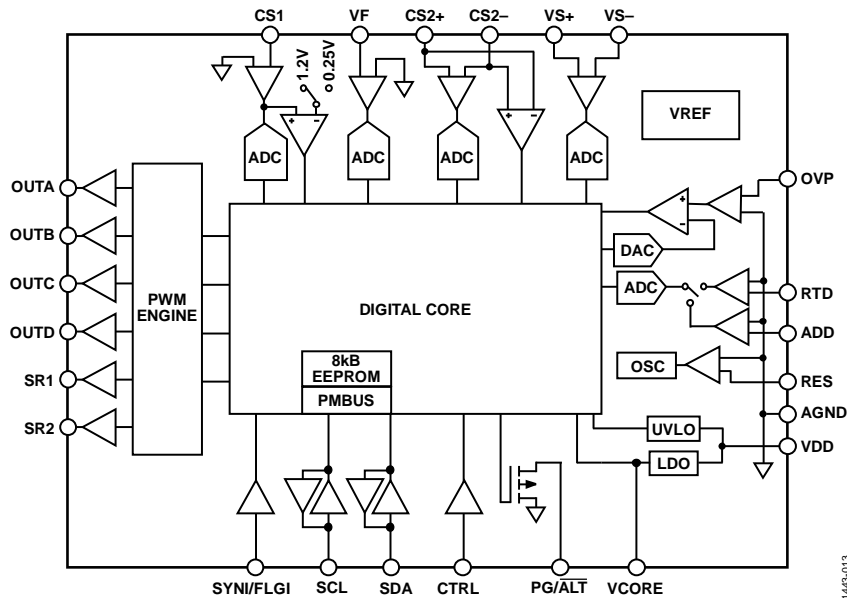 CS1 VF CS2+ CS2– VS+ VS–
1.2V 0.25V
VREF
+ – + –
ADC ADC ADC ADC
OUTA
OUTB
OUTC
OUTD
SR1
SR2
PWM
ENGINE
DIGITAL CORE
8kB
EEPROM
PMBUS
+
–
DAC
ADC
OSC
UVLO
LDO
OVP
RTD
ADD
RES
AGND
VDD
SYNI/FLGI SCL SDA CTRL PG/ALT VCORE
1443-013